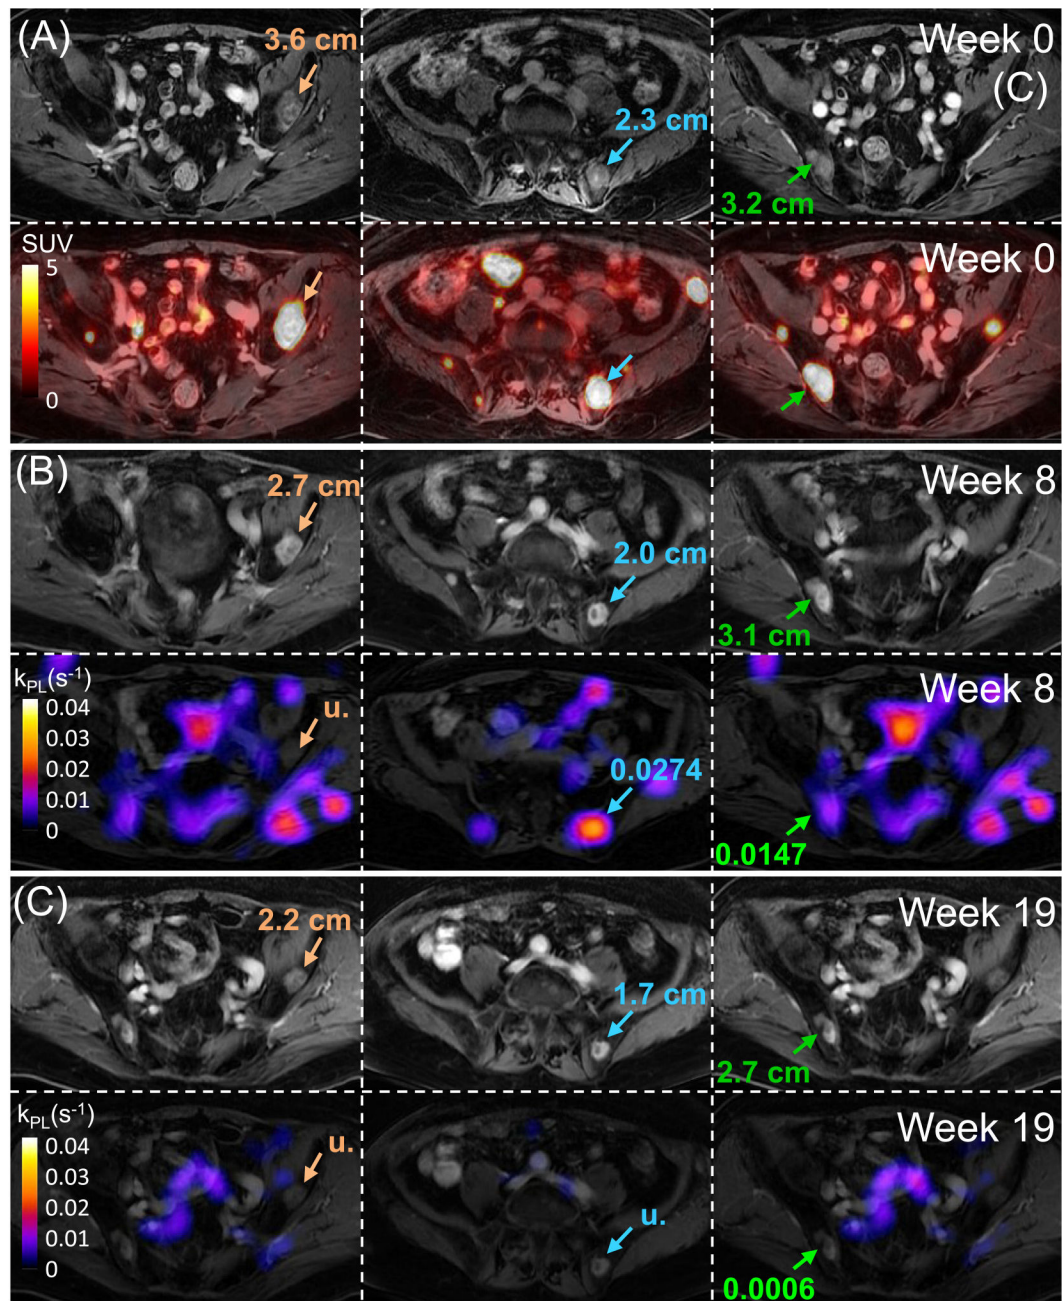 (A)
3.6 cm
2.3 cm
Week 0
(C)
3.2 cm
SUV
5
0
Week 0
(B)
2.7 cm
2.0 cm
Week 8
3.1 cm
kPL(s-1)
0.04
0.03
0.02
0.01
0
u.
0.0274
Week 8
0.0147
(C)
2.2 cm
1.7 cm
Week 19
2.7 cm
kPL(s-1)
0.04
0.03
0.02
0.01
0
u.
u.
Week 19
0.0006